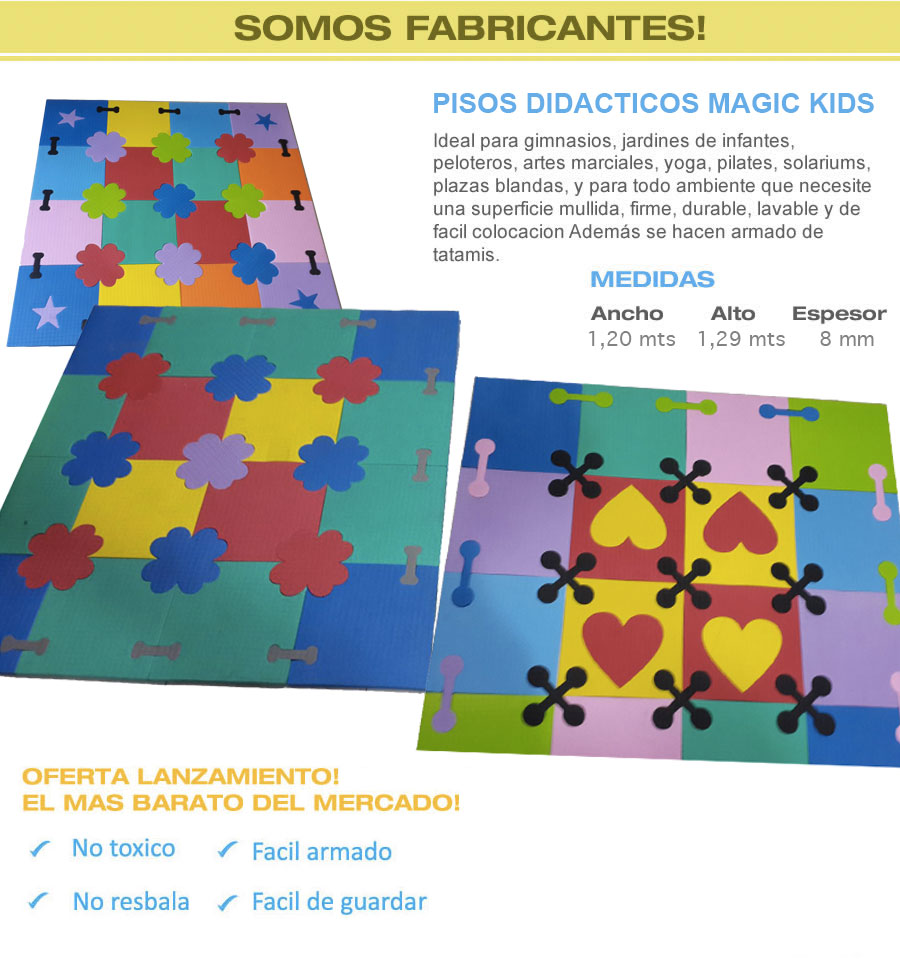 SOMOS FABRICANTES!
PISOS DIDACTICOS MAGIC KIDS
Ideal para gimnasios, jardines de infantes,
peloteros, artes marciales, yoga, pilates, solariums,
plazas blandas, y para todo ambiente que necesite
una superficie mullida, firme, durable, lavable y de
facil colocacion Además se hacen armado de
tatamis.
MEDIDAS
Ancho Alto Espesor
1,20 mts 1,29 mts 8 mm
OFERTA LANZAMIENTO!
EL MAS BARATO DEL MERCADO!
No toxico Facil armado
No resbala Facil de guardar